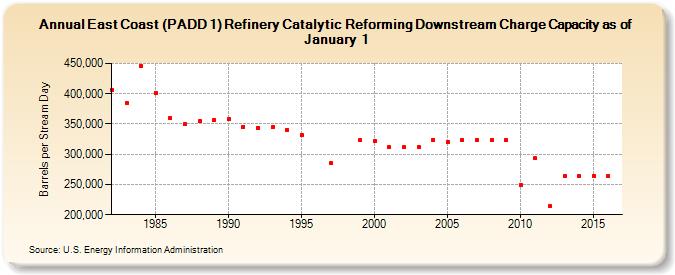 Annual East Coast (PADD 1) Refinery Catalytic Reforming Downstream Charge Capacity as of
January 1
Barrels per Stream Day
450,000
400,000
350,000
300,000
250,000
200,000
1985 1990 1995 2000 2005 2010 2015
Source: U.S. Energy Information Administration